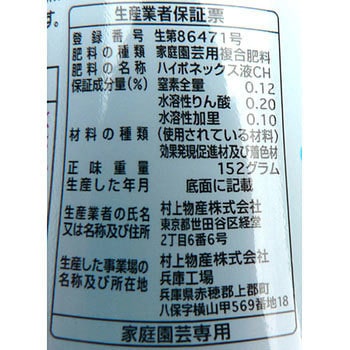 す。
生産業者保証票
登録番号 生第86471号
肥料の種類 家庭園芸用複合肥料
肥料の名称 ハイポネックス液CH
保証成分量(%) 窒素全量 0.12
水溶性りん酸 0.20
水溶性加里 0.10
材料の種類 (使用されている材料)
効果発現促進材及び着色材
正味重量 152グラム
生産した年月 底面に記載
生産業者の氏名 村上物産株式会社
又は名称及び住所 東京都世田谷区経堂
2丁目6番6号
生産した事業場の 村上物産株式会社
名称及び所在地 兵庫工場
兵庫県赤穂郡上郡町
八保字横山甲569番地18
家庭園芸専用